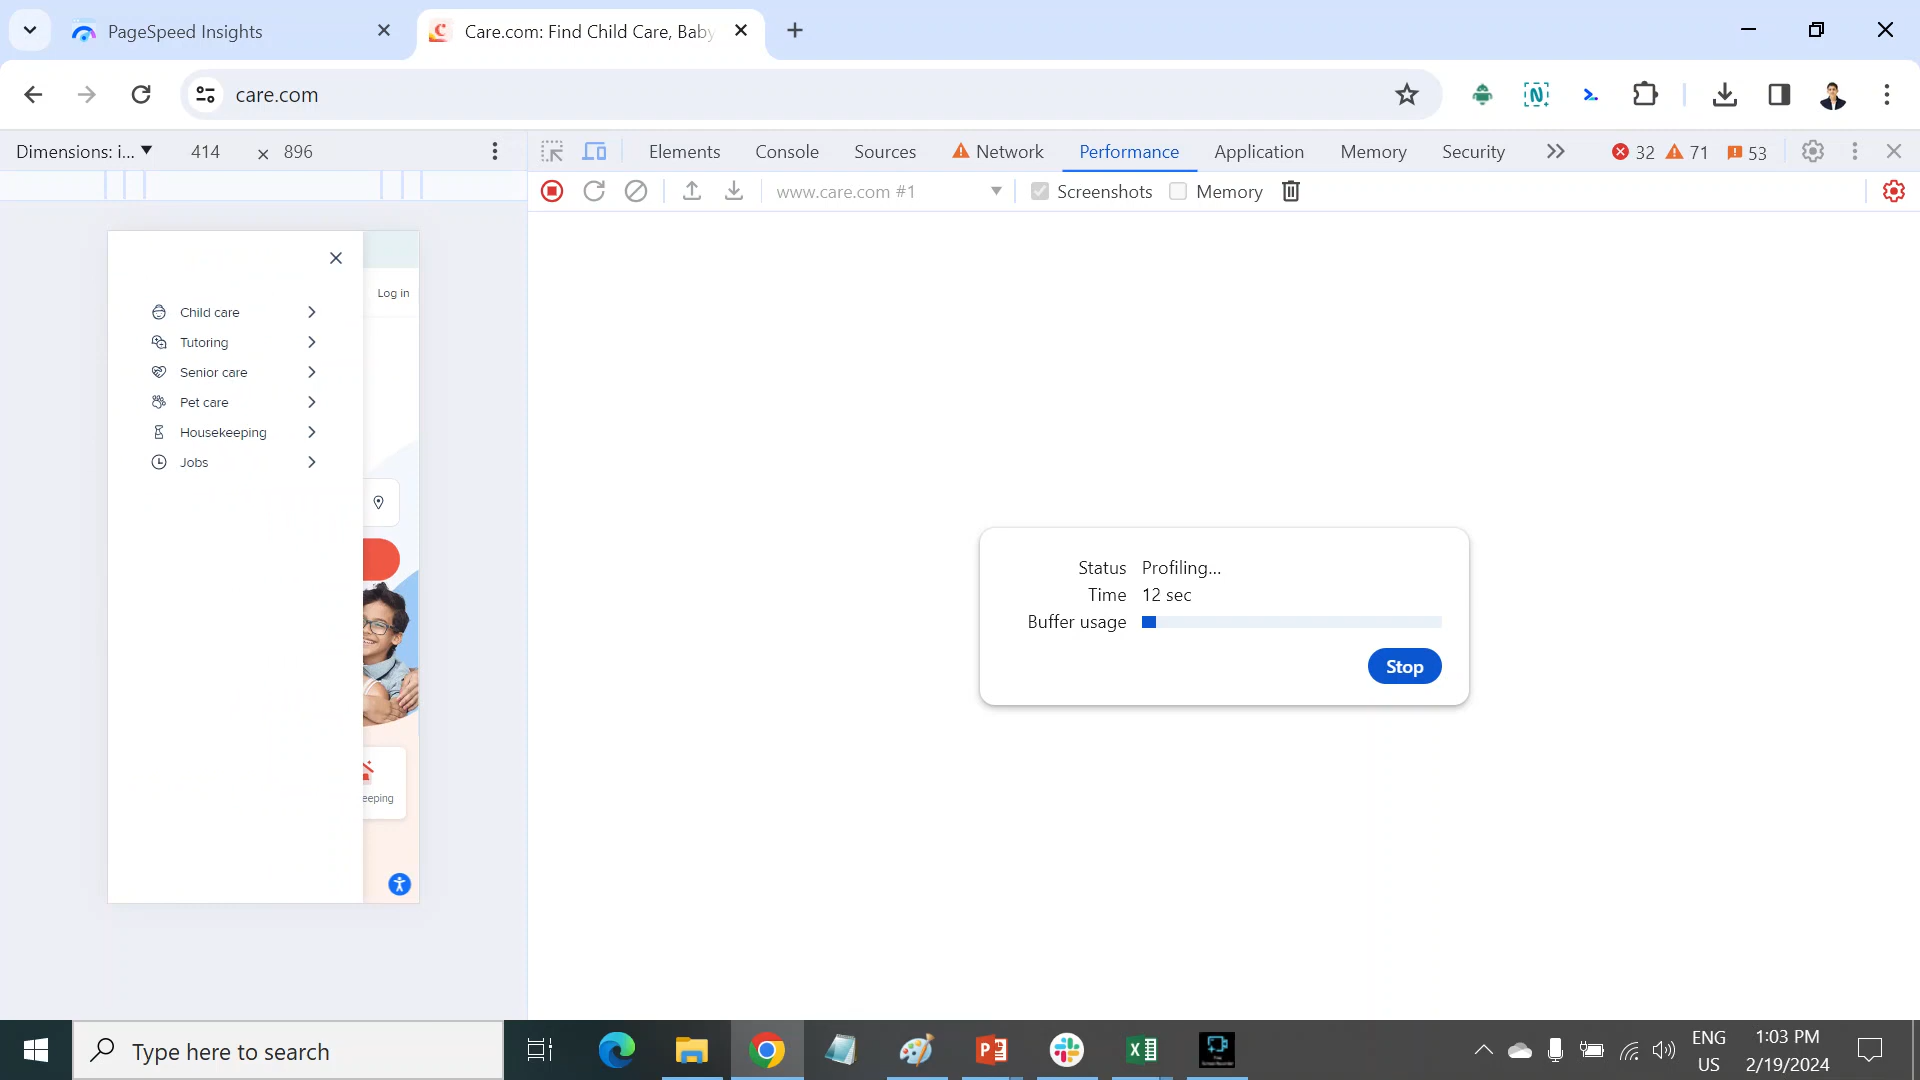 PageSpeed Insights
Care.com: Find Child Care, Baby
care.com
Dimensions: i... 414 × 896
Elements Console Sources Network Performance Application Memory Security 32 71 53
www.care.com #1 Screenshots Memory
Log in
Child care
Tutoring
Senior care
Pet care
Housekeeping
Jobs
eeping
Status Profiling...
Time 12 sec
Buffer usage
Stop
Type here to search
ENG
US
1:03 PM
2/19/2024